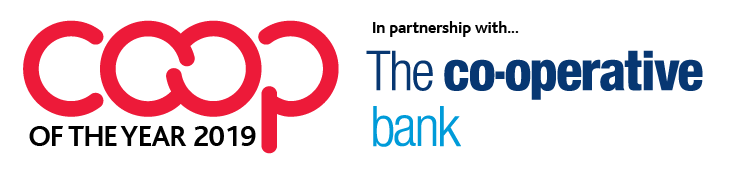 coop
OF THE YEAR 2019
In partnership with...
The co-operative
bank